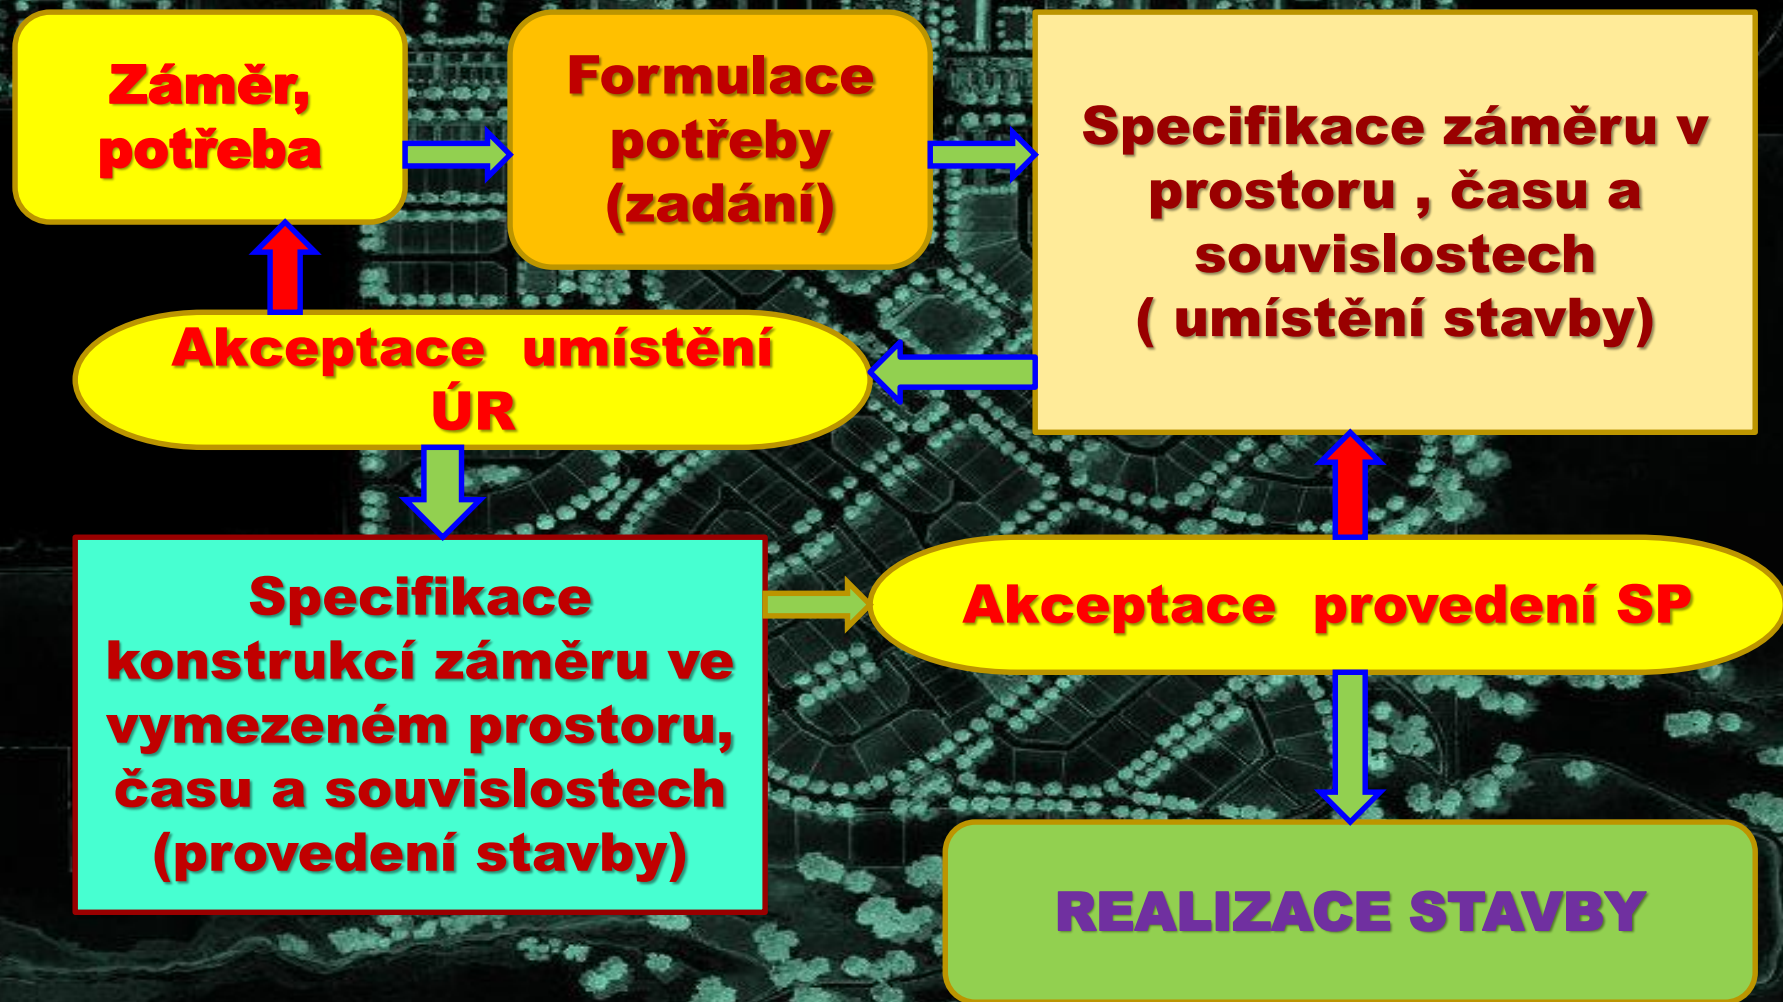 Záměr,
potřeba
Formulace
potřeby
(zadání)
Specifikace záměru v
prostoru , času a
souvislostech
( umístění stavby)
Akceptace  umístění
ÚR
Specifikace
konstrukcí záměru ve
vymezeném prostoru,
času a souvislostech
(provedení stavby)
Akceptace  provedení SP
REALIZACE STAVBY